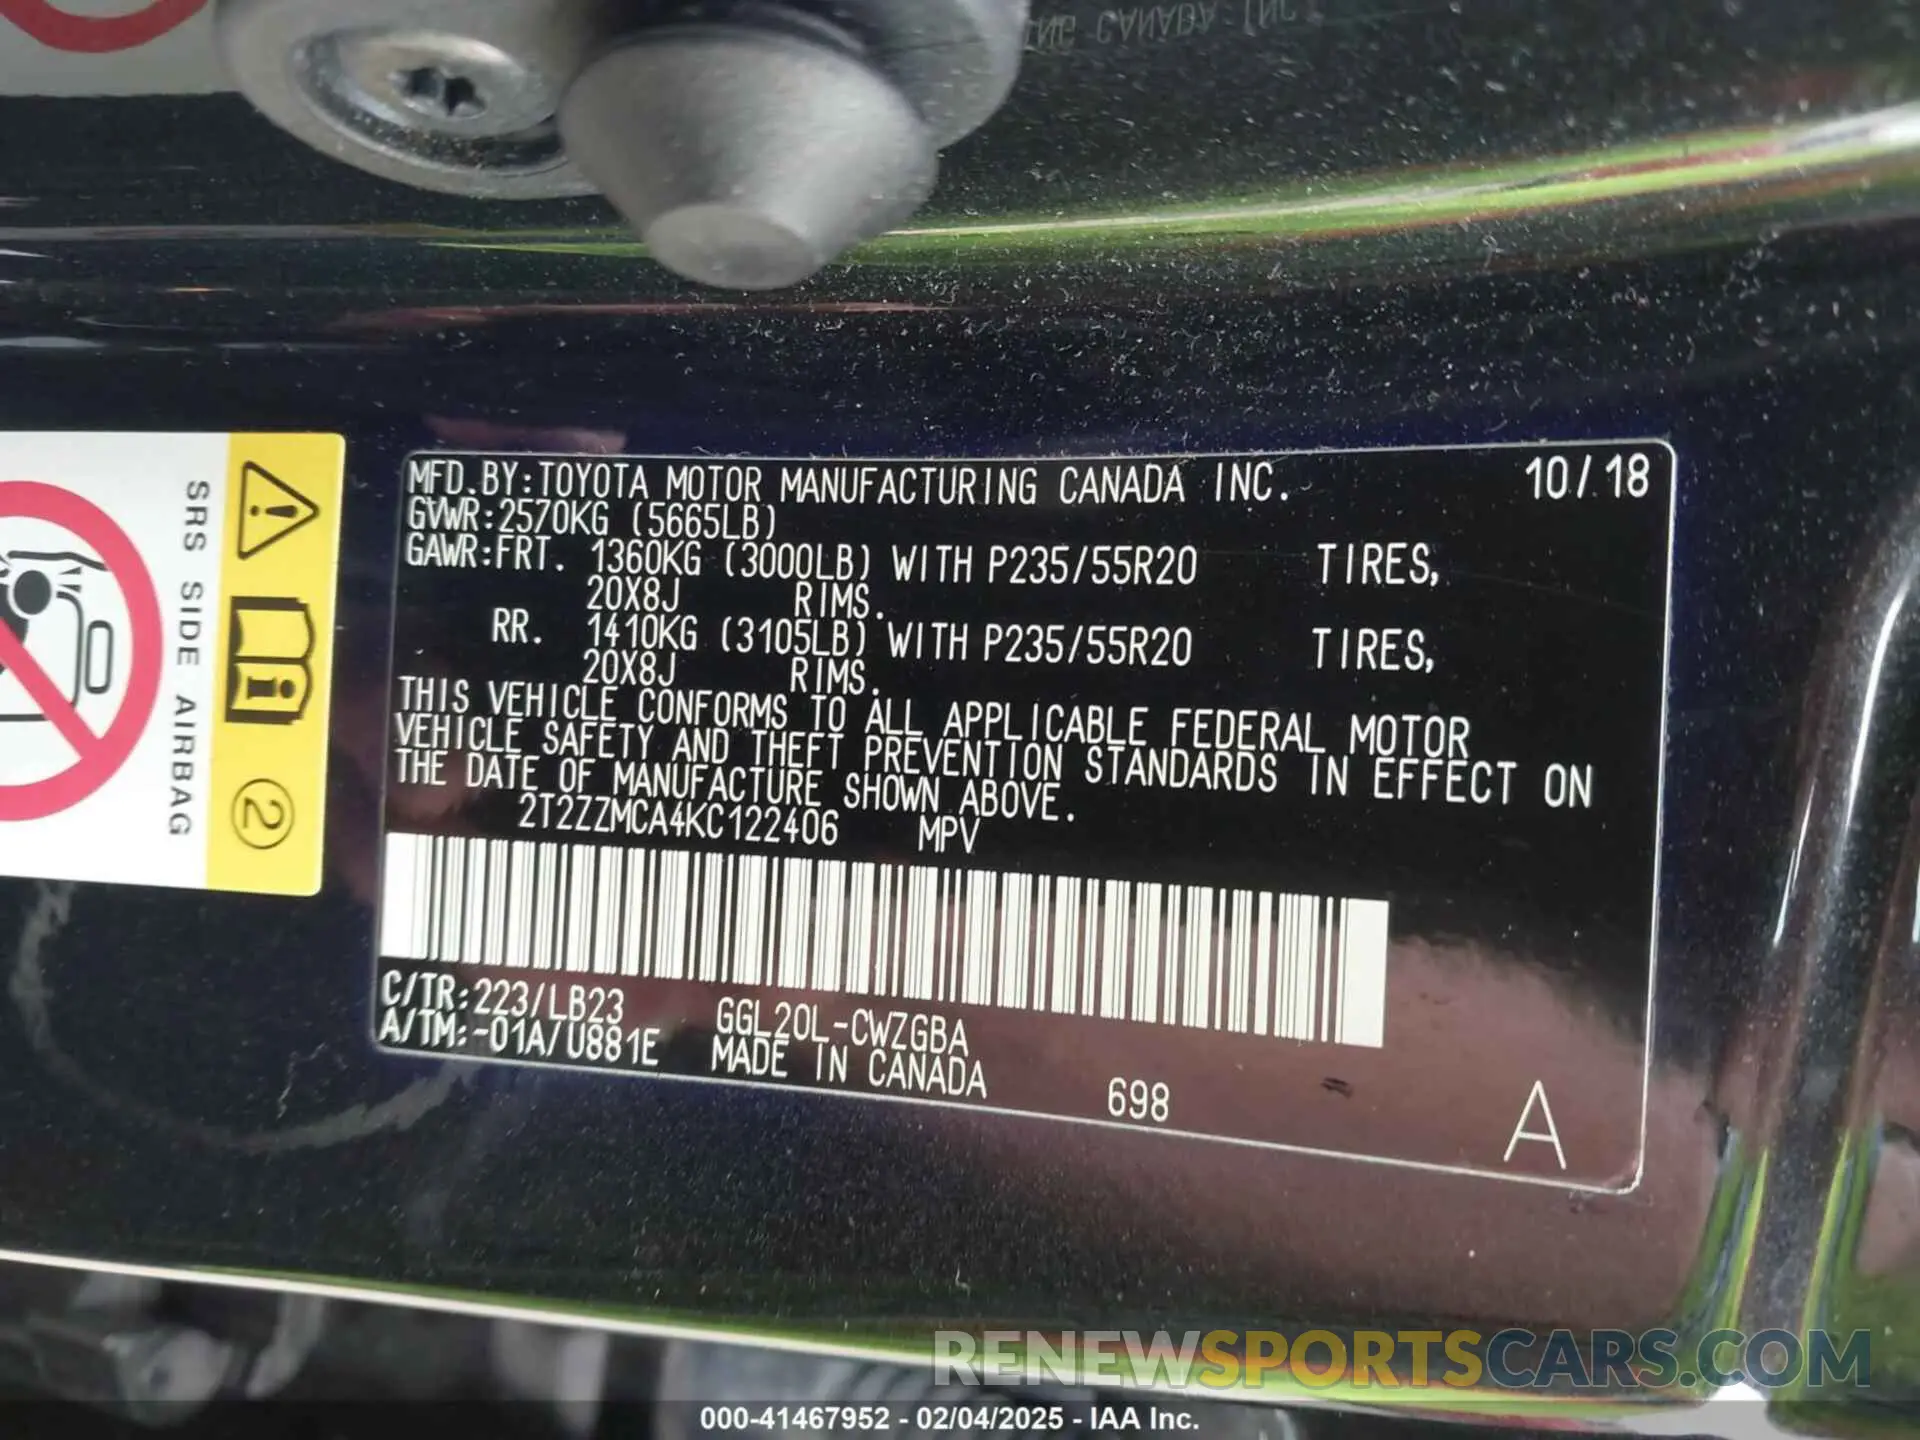 ING CANADA INC
MFD.BY:TOYOTA MOTOR MANUFACTURING CANADA INC. 10/18
GVWR:2570KG (5665LB)
GAWR:FRT. 1360KG (3000LB) WITH P235/55R20 TIRES,
20X8J RIMS.
RR. 1410KG (3105LB) WITH P235/55R20 TIRES,
20X8J RIMS.
THIS VEHICLE CONFORMS TO ALL APPLICABLE FEDERAL MOTOR
VEHICLE SAFETY AND THEFT PREVENTION STANDARDS IN EFFECT ON
THE DATE OF MANUFACTURE SHOWN ABOVE.
2T2ZZMCA4KC122406 MPV
C/TR:223/LB23 GGL20L-CWZGBA
A/TM:-01A/U881E MADE IN CANADA
698 A
SRS SIDE AIRBAG
2
RENEWSPORTSCARS.COM
000-41467952 - 02/04/2025 - IAA Inc.